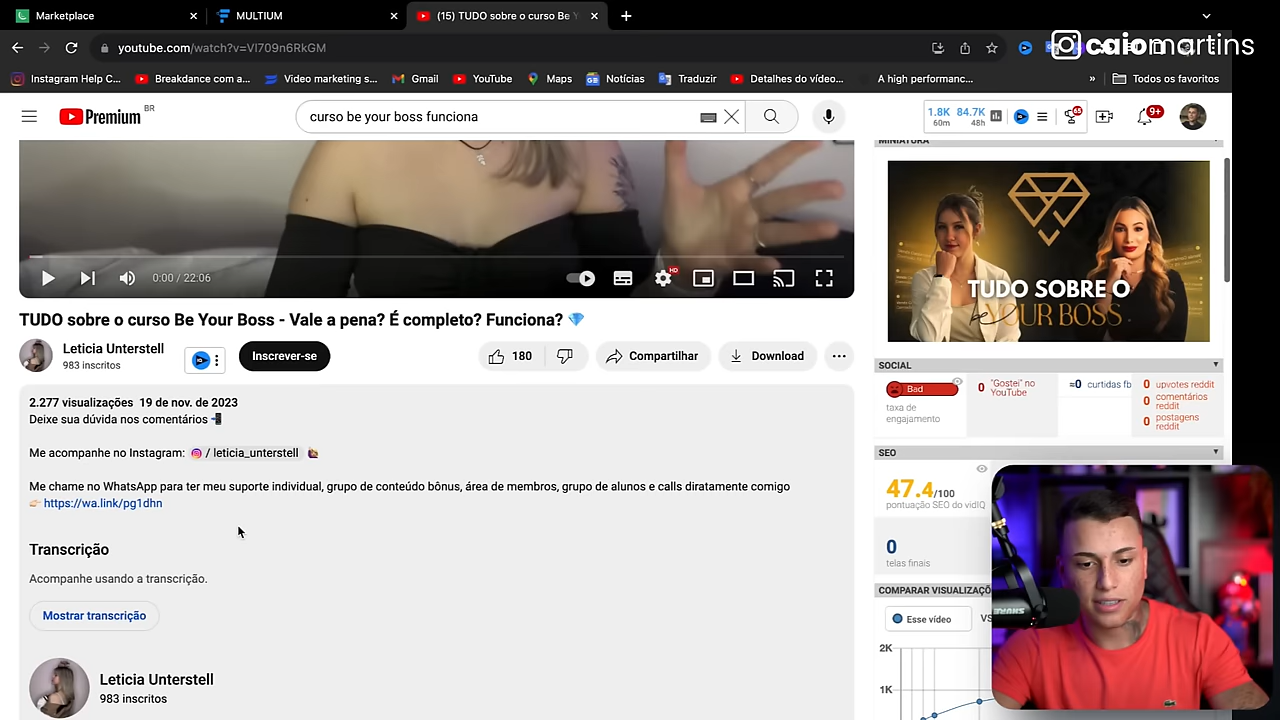 Marketplace
MULTIUM
(15) TUDO sobre o curso Be Y
youtube.com/watch?v=Vl709n6RkGM
caiomartins
Instagram Help C...
Breakdance com a...
Video marketing s...
Gmail
YouTube
Maps
Notícias
Traduzir
Detalhes do vídeo...
A high performanc...
»
Todos os favoritos
Premium
BR
curso be your boss funciona
1.8K 84.7K
60m 48h
65
9+
MINIATURA
TUDO SOBRE O
be YOUR BOSS
0:00 / 22:06
HD
TUDO sobre o curso Be Your Boss - Vale a pena? É completo? Funciona? 💎
Leticia Unterstell
983 inscritos
Inscrever-se
180
Compartilhar
Download
2.277 visualizações 19 de nov. de 2023
Deixe sua dúvida nos comentários 📲
Me acompanhe no Instagram: / leticia_unterstell 🙋
Me chame no WhatsApp para ter meu suporte individual, grupo de conteúdo bônus, área de membros, grupo de alunos e calls diratamente comigo
👉 https://wa.link/pg1dhn
Transcrição
Acompanhe usando a transcrição.
Mostrar transcrição
Leticia Unterstell
983 inscritos
SOCIAL
Bad
taxa de
engajamento
0 "Gostei" no
YouTube
≈0 curtidas fb
0 upvotes reddit
0 comentários
reddit
0 postagens
reddit
SEO
47.4/100
pontuação SEO do vidIQ
0
telas finais
COMPARAR VISUALIZAÇÕ
Esse vídeo
VS
2K
1K
SHURE